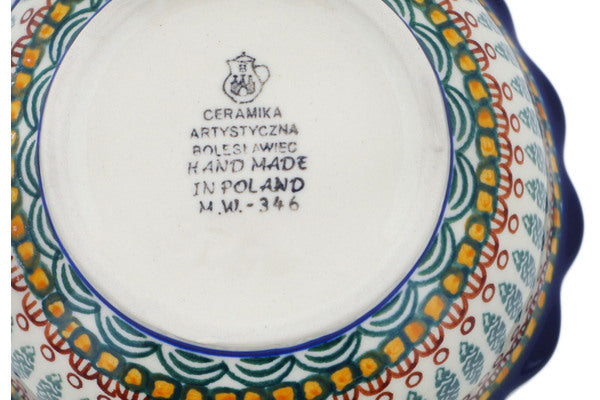 CERAMIKA
ARTYSTYCZNA
BOLESŁAWIEC
HAND MADE
IN POLAND
M.W.-346